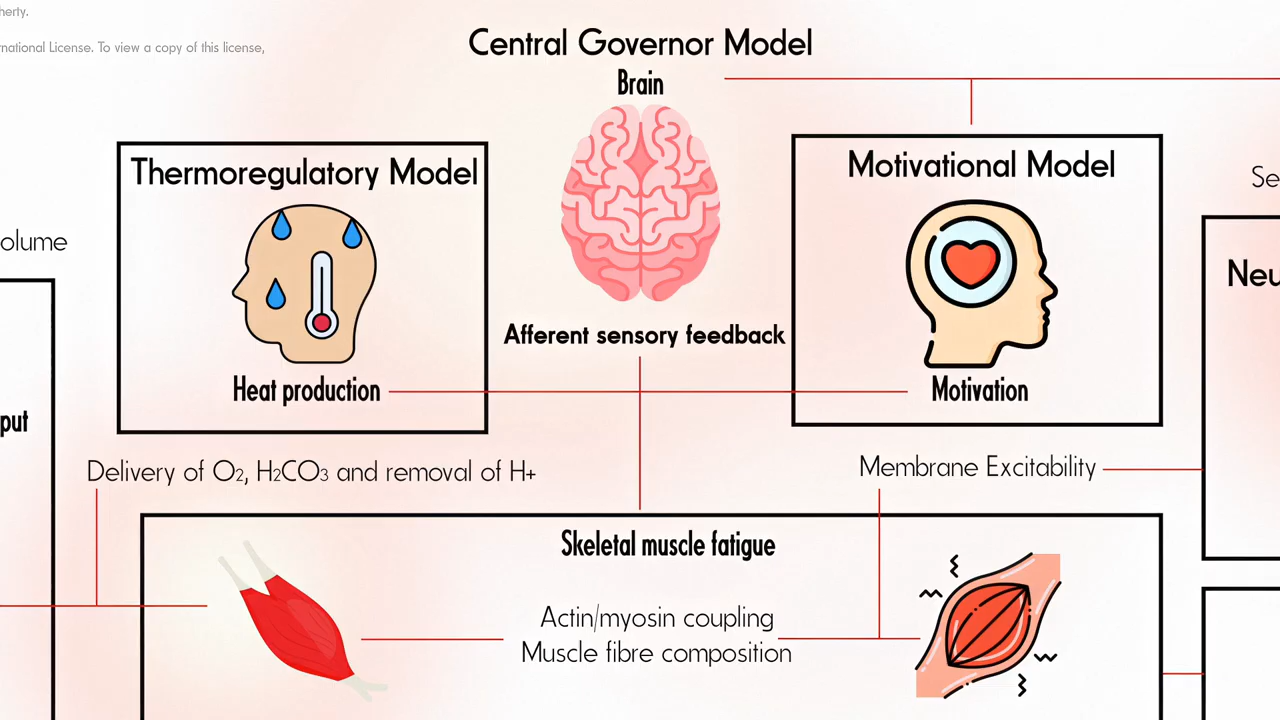 herty.
rnational License. To view a copy of this license,
Central Governor Model
Brain
Thermoregulatory Model
Motivational Model
Se
olume
Neu
Afferent sensory feedback
Heat production
Motivation
put
Delivery of O₂, H₂CO₃ and removal of H+
Membrane Excitability
Skeletal muscle fatigue
Actin/myosin coupling
Muscle fibre composition